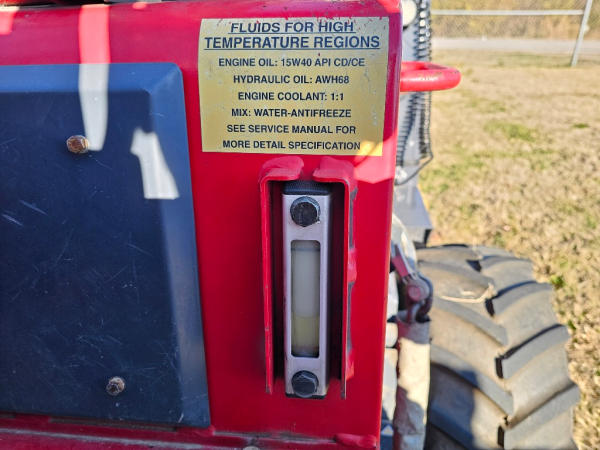 FLUIDS FOR HIGH
TEMPERATURE REGIONS
ENGINE OIL: 15W40 API CD/CE
HYDRAULIC OIL: AWH68
ENGINE COOLANT: 1:1
MIX: WATER-ANTIFREEZE
SEE SERVICE MANUAL FOR
MORE DETAIL SPECIFICATION